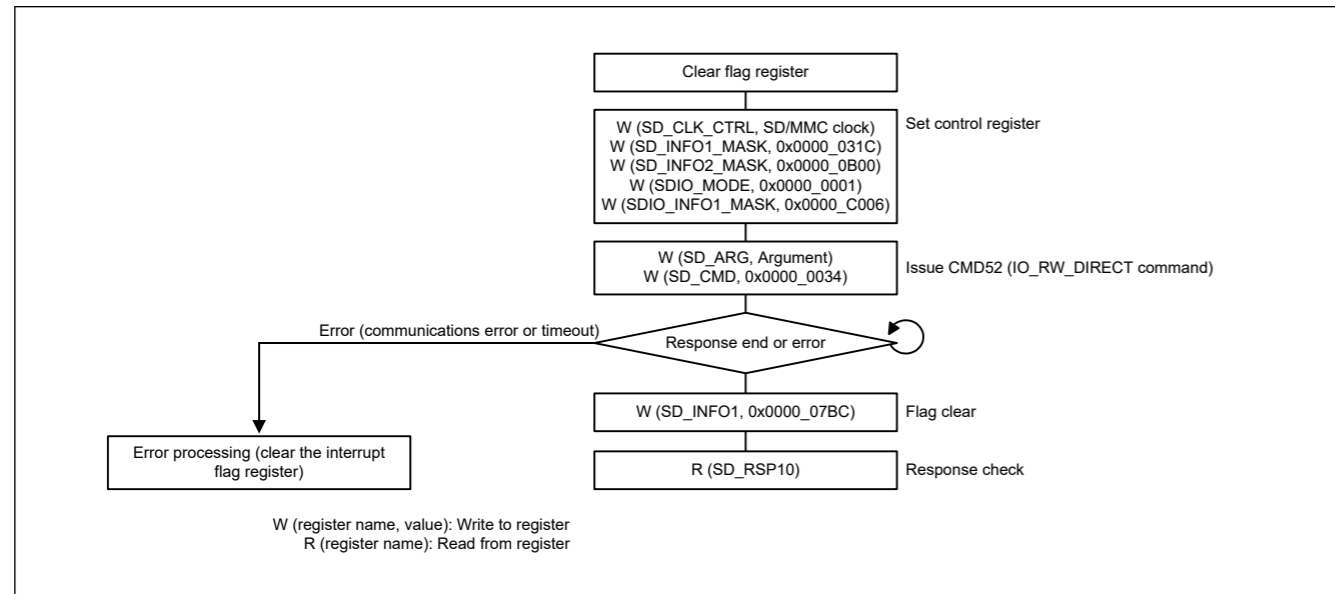 Clear flag register
W (SD_CLK_CTRL, SD/MMC clock)
W (SD_INFO1_MASK, 0x0000_031C)
W (SD_INFO2_MASK, 0x0000_0B00)
W (SDIO_MODE, 0x0000_0001)
W (SDIO_INFO1_MASK, 0x0000_C006)
Set control register
W (SD_ARG, Argument)
W (SD_CMD, 0x0000_0034)
Issue CMD52 (IO_RW_DIRECT command)
Error (communications error or timeout)
Response end or error
W (SD_INFO1, 0x0000_07BC)
Flag clear
Error processing (clear the interrupt
flag register)
R (SD_RSP10)
Response check
W (register name, value): Write to register
R (register name): Read from register